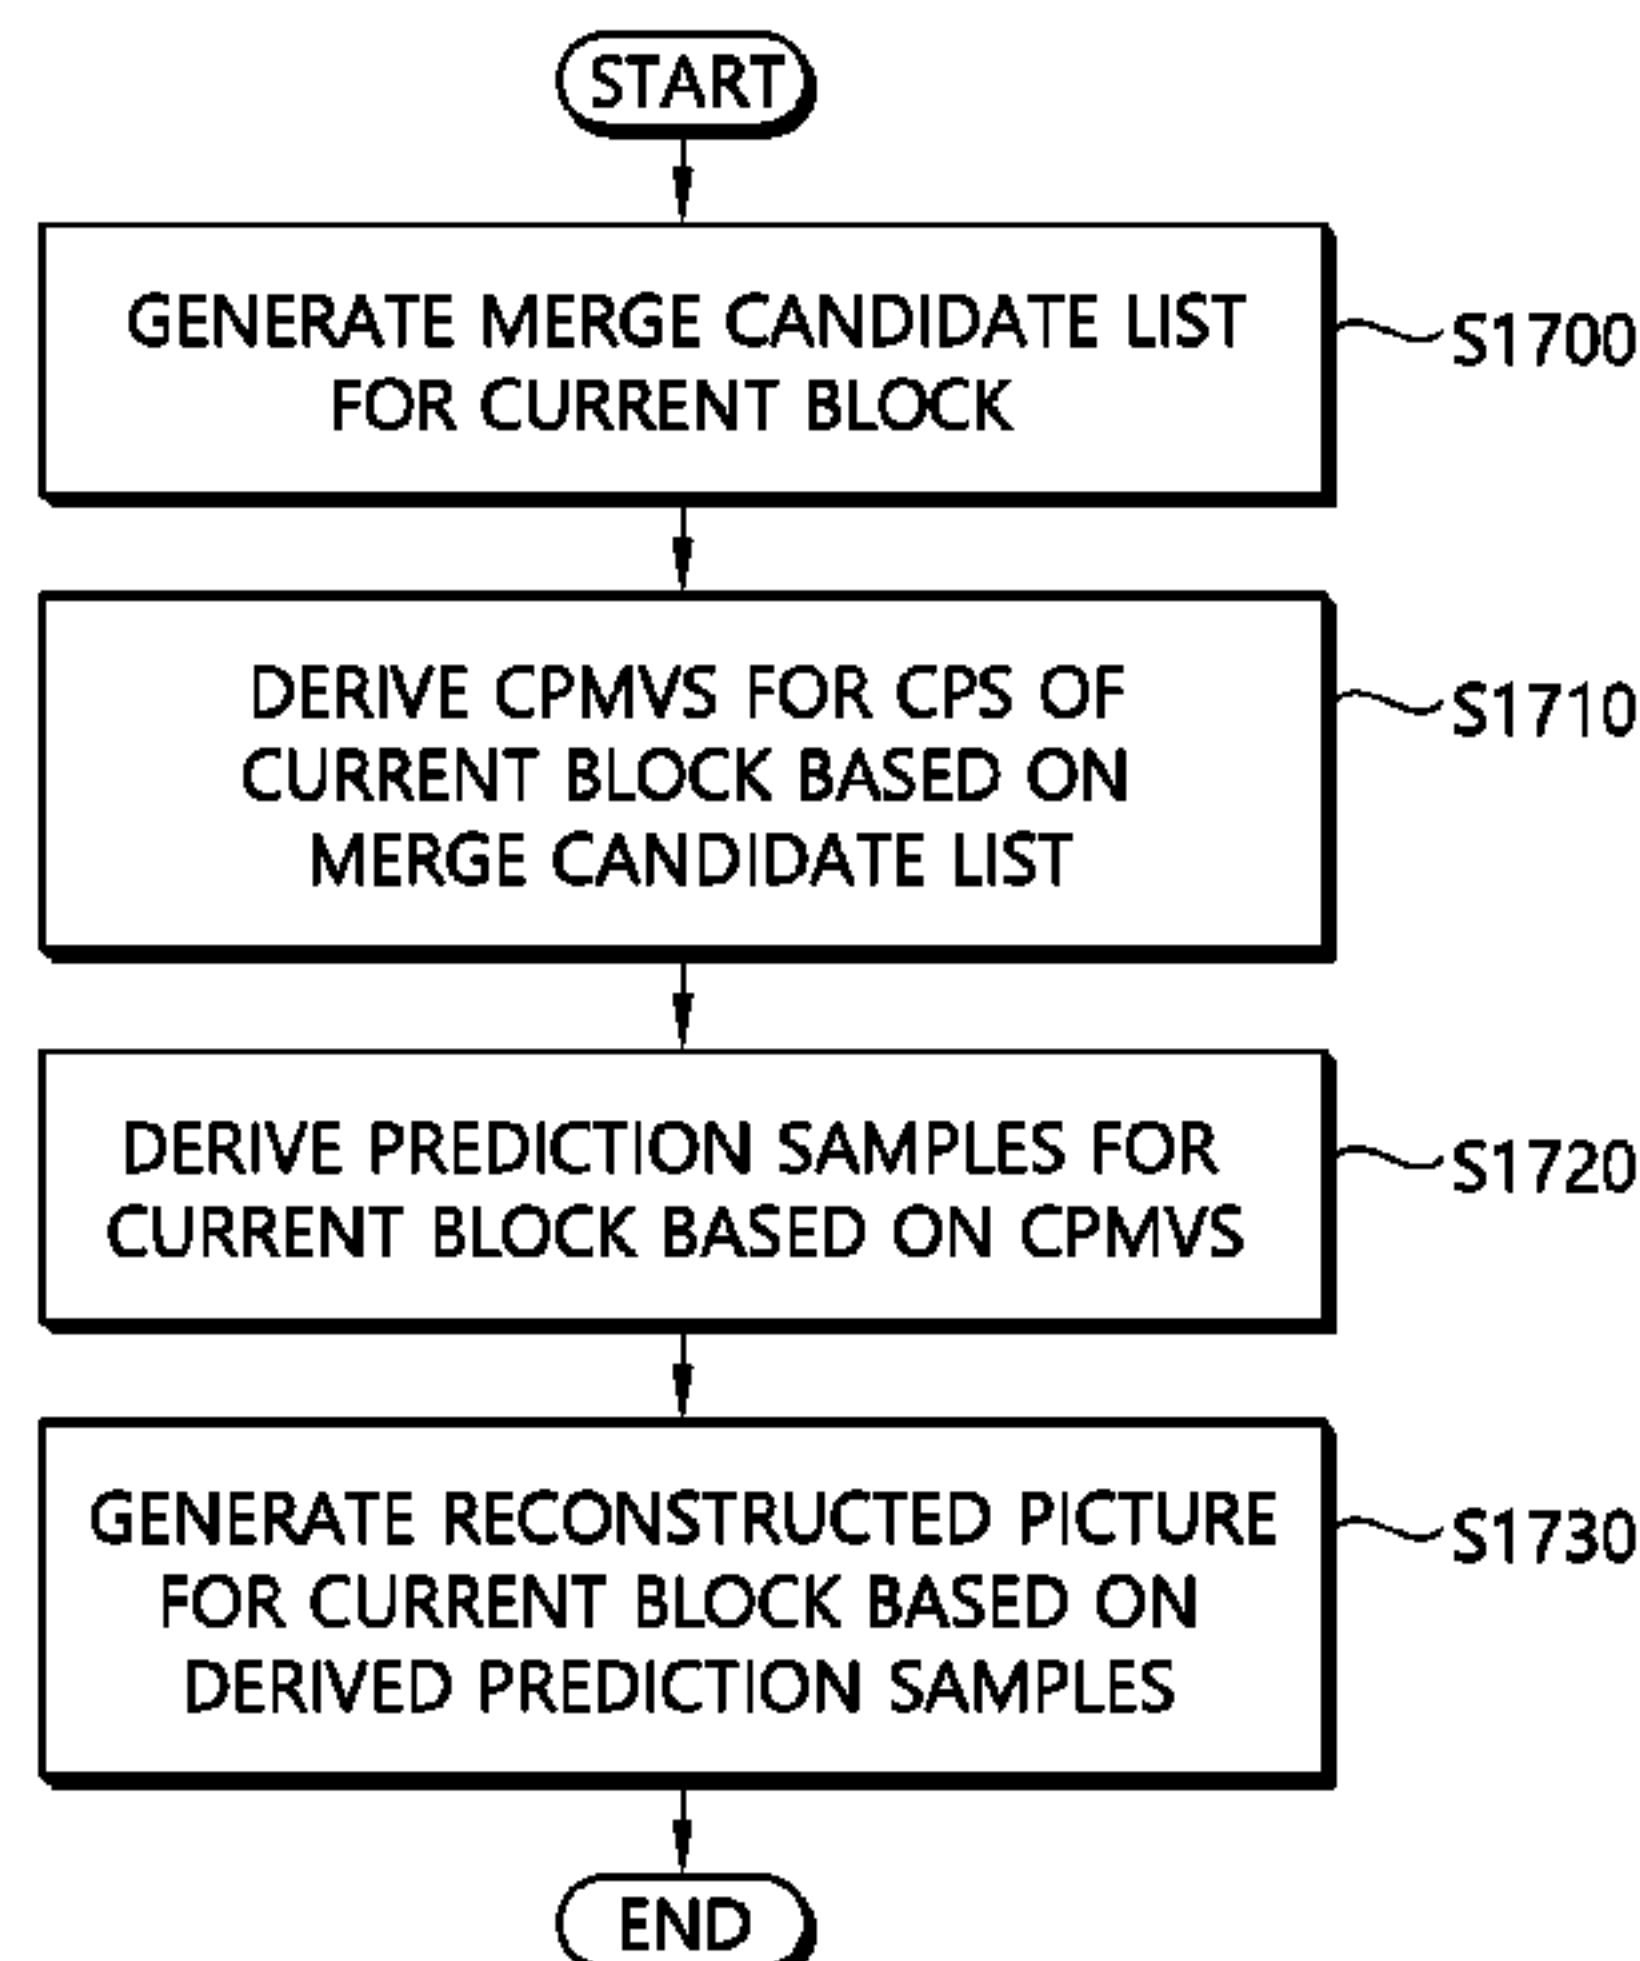 START
GENERATE MERGE CANDIDATE LIST
FOR CURRENT BLOCK
S1700
DERIVE CPMVS FOR CPS OF
CURRENT BLOCK BASED ON
MERGE CANDIDATE LIST
S1710
DERIVE PREDICTION SAMPLES FOR
CURRENT BLOCK BASED ON CPMVS
S1720
GENERATE RECONSTRUCTED PICTURE
FOR CURRENT BLOCK BASED ON
DERIVED PREDICTION SAMPLES
S1730
END